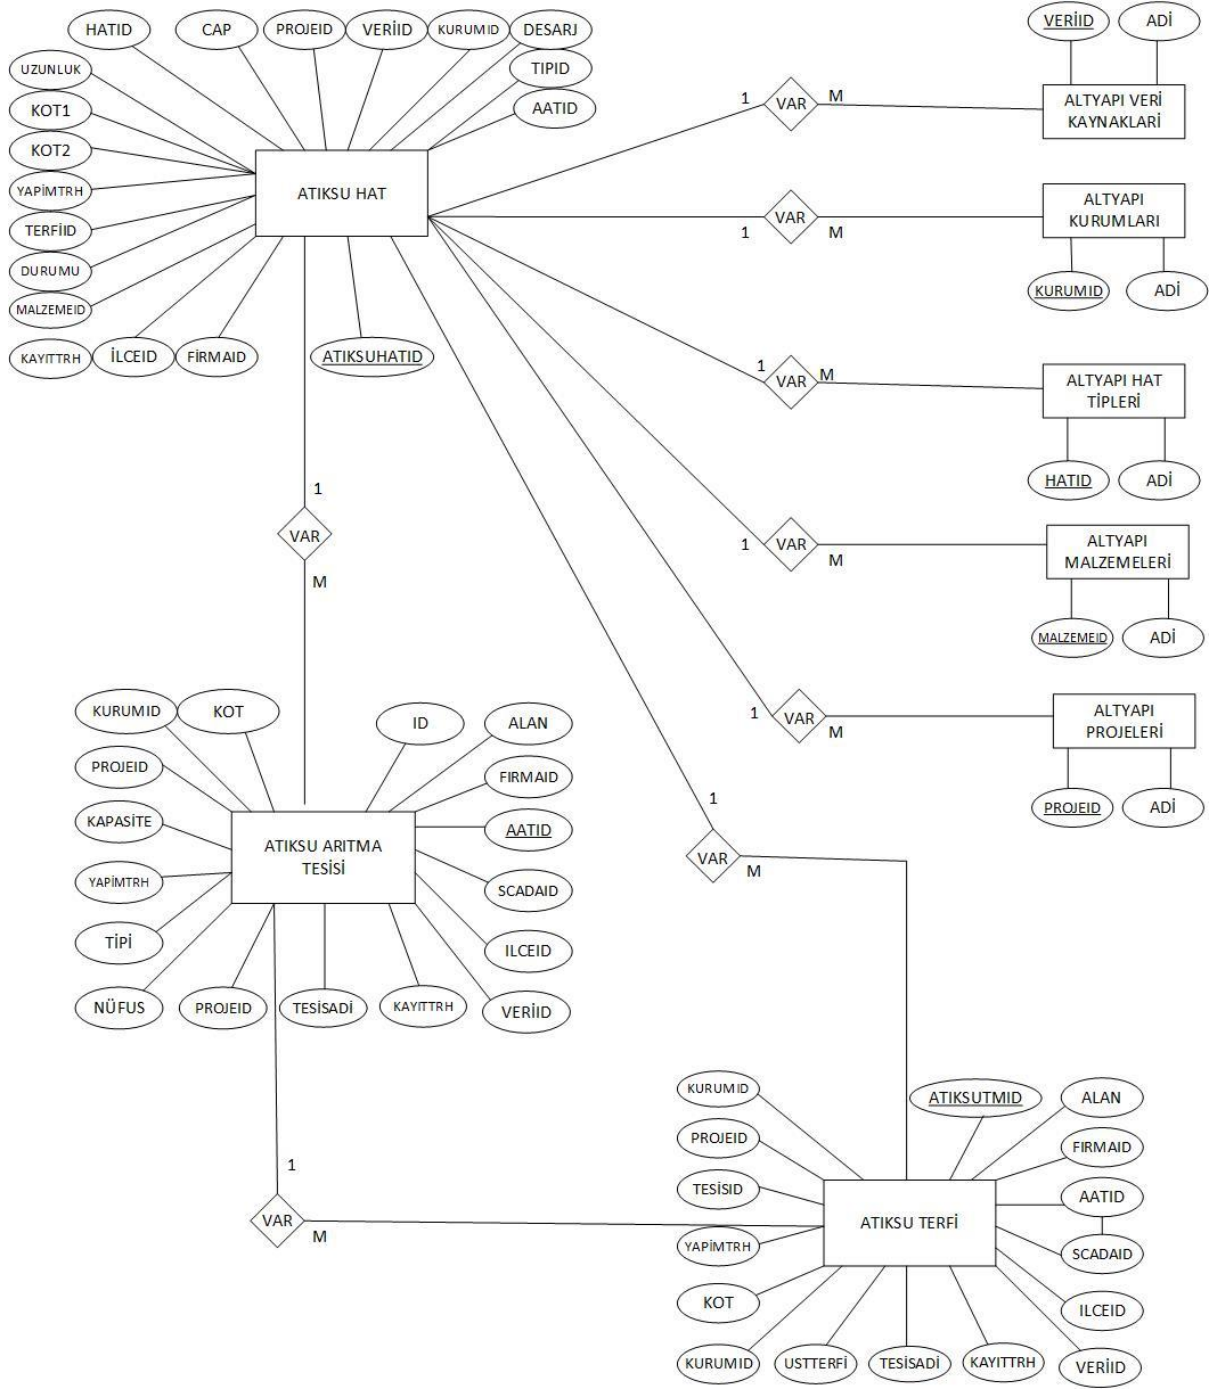 HATID
CAP
PROJEID
VERİID
KURUMID
DESARJ
TIPID
AATID
UZUNLUK
KOT1
KOT2
YAPİMTRH
TERFİID
DURUMU
MALZEMEID
KAYITTRH
İLCEID
FİRMAID
ATIKSUHATID
ATIKSU HAT
VERİID
ADİ
1
VAR
M
ALTYAPI VERİ
KAYNAKLARİ
1
VAR
M
ALTYAPI
KURUMLARI
KURUMID
ADİ
1
VAR
M
ALTYAPI HAT
TİPLERİ
HATID
ADİ
1
VAR
M
ALTYAPI
MALZEMELERİ
MALZEMEID
ADİ
1
VAR
M
ALTYAPI
PROJELERİ
PROJEID
ADİ
1
VAR
M
1
VAR
M
KURUMID
KOT
ID
ALAN
PROJEID
FIRMAID
KAPASİTE
AATID
ATIKSU ARITMA
TESİSİ
YAPİMTRH
SCADAID
TİPİ
ILCEID
NÜFUS
PROJEID
TESİSADİ
KAYITTRH
VERİID
1
VAR
M
KURUMID
ATIKSUTMID
ALAN
PROJEID
FIRMAID
TESİSID
AATID
ATIKSU TERFİ
YAPİMTRH
SCADAID
KOT
ILCEID
KURUMID
USTTERFİ
TESİSADİ
KAYITTRH
VERİID